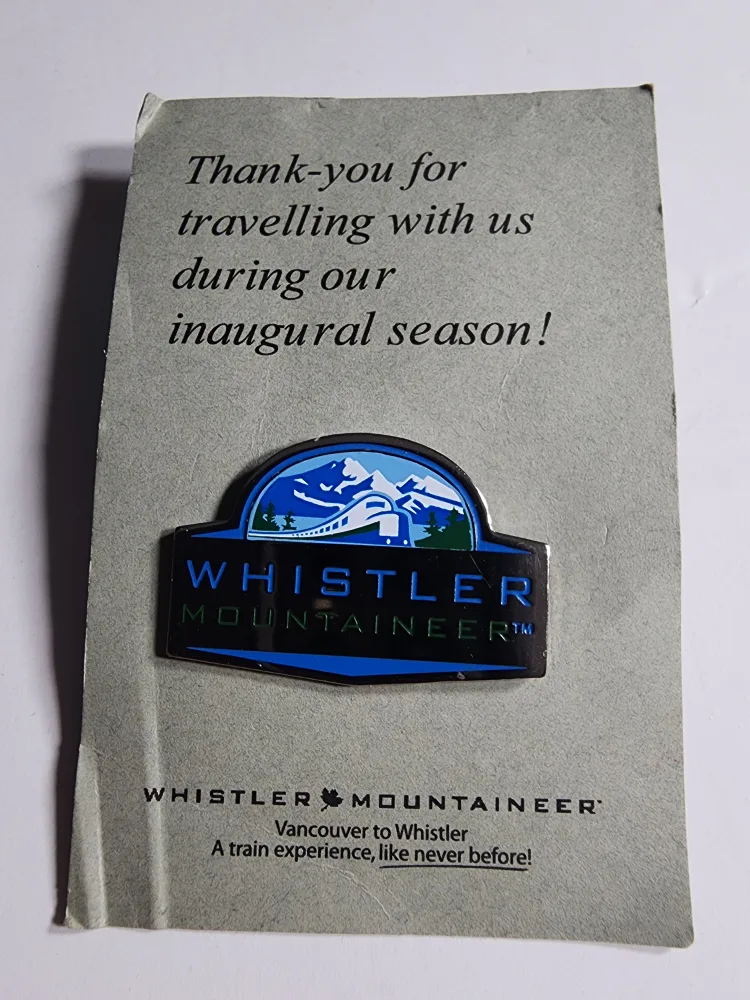 Thank-you for
travelling with us
during our
inaugural season!
WHISTLER
MOUNTAINEER™
WHISTLER MOUNTAINEER
Vancouver to Whistler
A train experience, like never before!